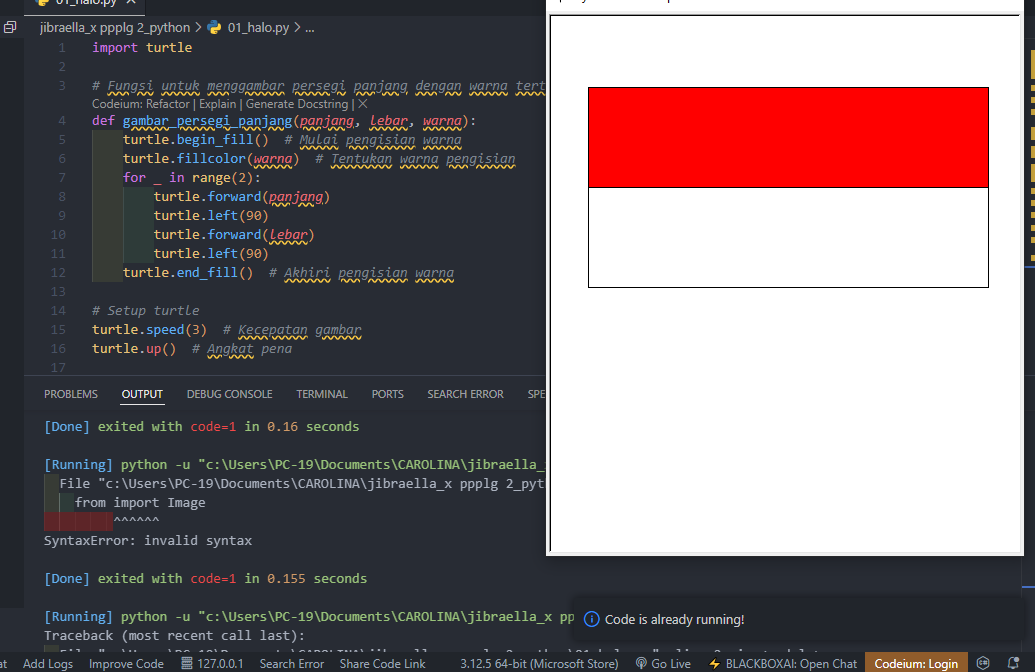 01_halo.py
jibraella_x ppplg 2_python > 01_halo.py > ...
1 import turtle
2
3 # Fungsi untuk menggambar persegi panjang dengan warna tert
Codeium: Refactor | Explain | Generate Docstring | ×
4 def gambar_persegi_panjang(panjang, lebar, warna):
5 turtle.begin_fill() # Mulai pengisian warna
6 turtle.fillcolor(warna) # Tentukan warna pengisian
7 for _ in range(2):
8 turtle.forward(panjang)
9 turtle.left(90)
10 turtle.forward(lebar)
11 turtle.left(90)
12 turtle.end_fill() # Akhiri pengisian warna
13
14 # Setup turtle
15 turtle.speed(3) # Kecepatan gambar
16 turtle.up() # Angkat pena
17
PROBLEMS OUTPUT DEBUG CONSOLE TERMINAL PORTS SEARCH ERROR SPE
[Done] exited with code=1 in 0.16 seconds
[Running] python -u "c:\Users\PC-19\Documents\CAROLINA\jibraella_
File "c:\Users\PC-19\Documents\CAROLINA\jibraella_x ppplg 2_pyt
from import Image
^^^^^^
SyntaxError: invalid syntax
[Done] exited with code=1 in 0.155 seconds
[Running] python -u "c:\Users\PC-19\Documents\CAROLINA\jibraella_x pp
Traceback (most recent call last):
Code is already running!
at Add Logs Improve Code 127.0.0.1 Search Error Share Code Link 3.12.5 64-bit (Microsoft Store) Go Live BLACKBOXAI: Open Chat Codeium: Login